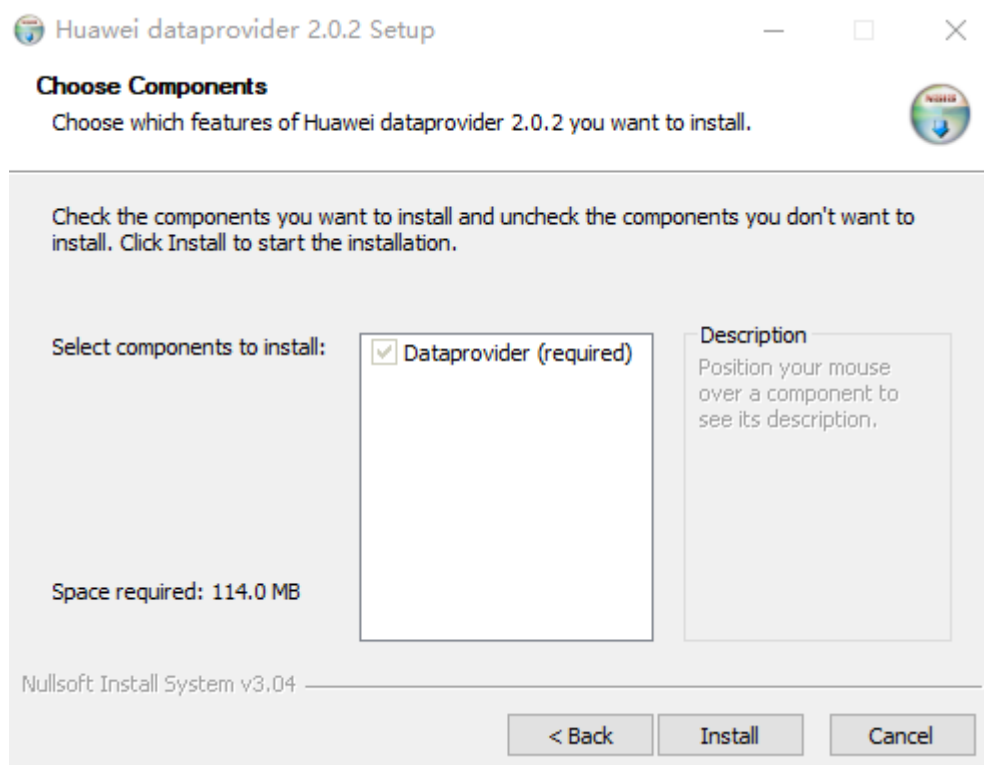 Huawei dataprovider 2.0.2 Setup
Choose Components
Choose which features of Huawei dataprovider 2.0.2 you want to install.
Check the components you want to install and uncheck the components you don't want to
install. Click Install to start the installation.
Select components to install:
Dataprovider (required)
Description
Position your mouse
over a component to
see its description.
Space required: 114.0 MB
Nullsoft Install System v3.04
< Back
Install
Cancel